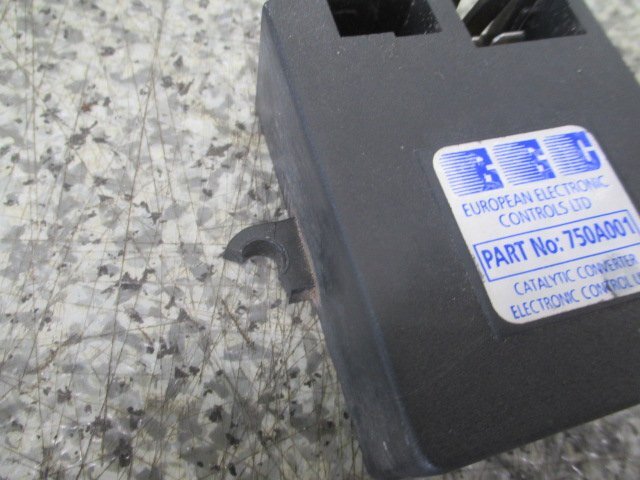 EEC
EUROPEAN ELECTRONIC
CONTROLS LTD
PART No: 750A001
CATALYTIC CONVERTER
ELECTRONIC CONTROL